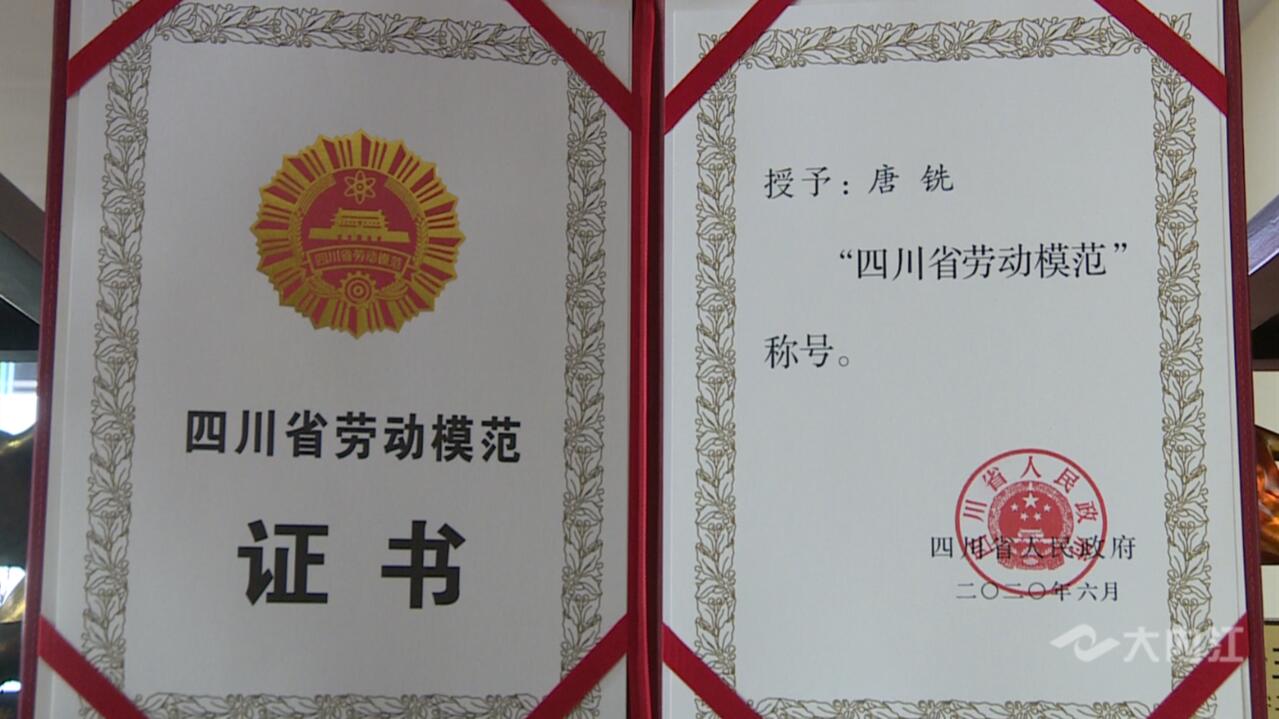 四川省劳动模范
四川省劳动模范
证书
授予：唐铣
“四川省劳动模范”
称号。
四川省人民政府
四川省人民政府
二〇二〇年六月
大内江